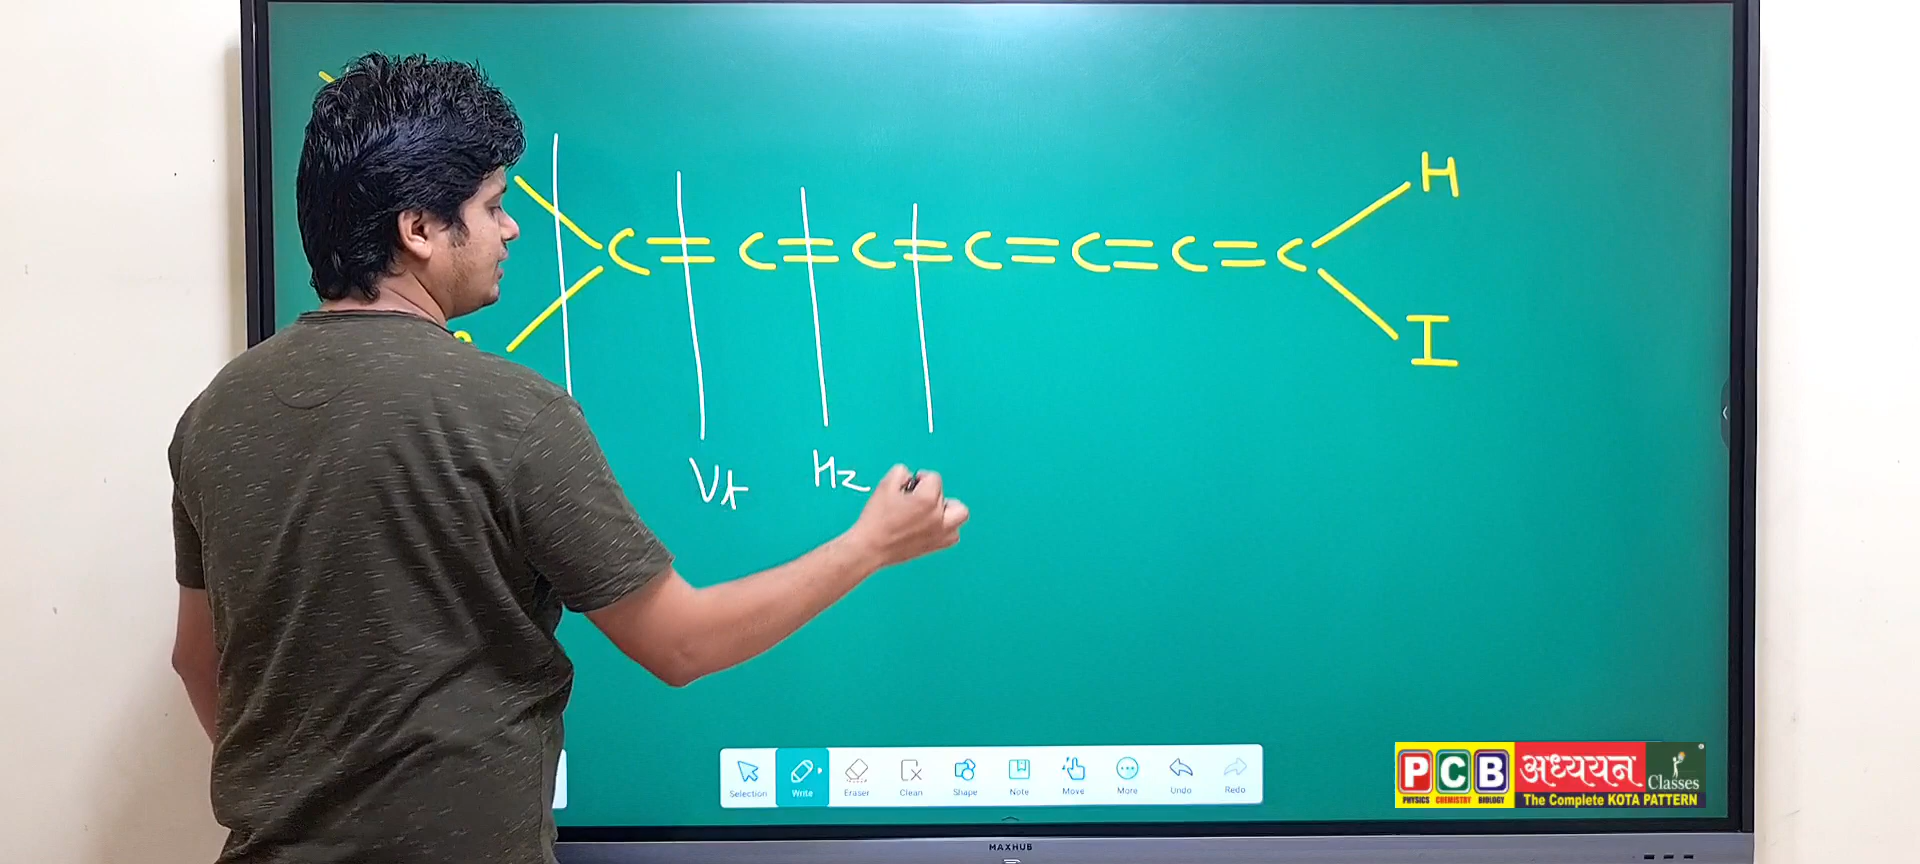 H
C = C = C = C = C = C = C
I
Vt Hz
Selection Write Eraser Clean Shape Note Move More Undo Redo
PCB अध्ययन Classes
PHYSICS CHEMISTRY BIOLOGY The Complete KOTA PATTERN
MAXHUB